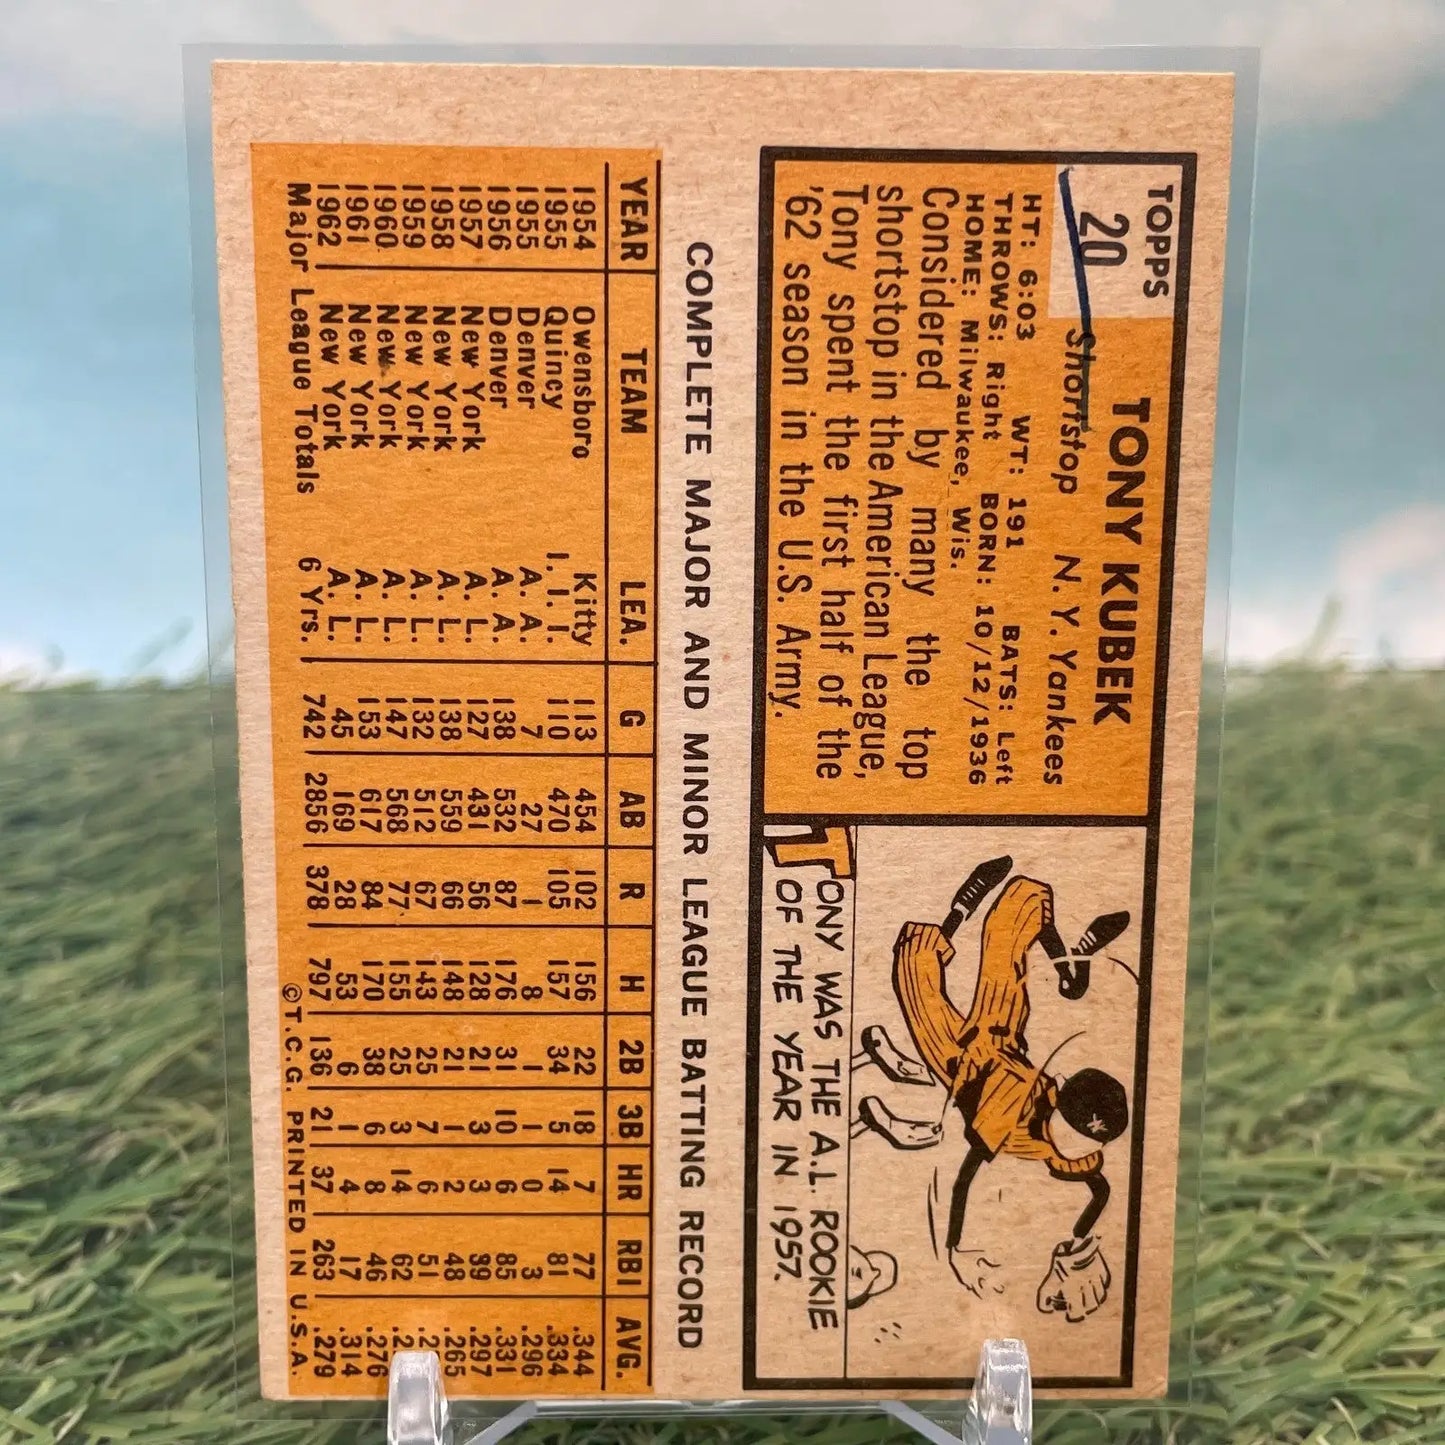 TOPPS
20
TONY KUBEK
Shortstop N. Y. Yankees
HT: 6:03 WT: 191 BATS: Left
THROWS: Right BORN: 10/12/1936
HOME: Milwaukee, Wis.
Considered by many the top
shortstop in the American League,
Tony spent the first half of the
'62 season in the U.S. Army.
TONY WAS THE A.L. ROOKIE
OF THE YEAR IN 1957.
COMPLETE MAJOR AND MINOR LEAGUE BATTING RECORD
YEAR TEAM LEA. G AB R H 2B 3B HR RBI AVG.
1954 Owensboro Kitty 113 454 102 156 22 18 7 77 .344
1955 Quincy I. I. I. 110 470 105 157 34 5 14 81 .334
1955 Denver A. A. 7 27 1 8 1 1 0 3 .296
1956 Denver A. A. 138 532 87 176 31 10 6 85 .331
1957 New York A. L. 127 431 56 128 21 3 3 39 .297
1958 New York A. L. 138 559 66 148 21 1 2 48 .265
1959 New York A. L. 132 512 67 143 25 7 6 51
1960 New York A. L. 147 568 77 155 25 3 14 62
1961 New York A. L. 153 617 84 170 38 6 8 46 .276
1962 New York A. L. 45 169 28 53 6 1 4 17 .314
Major League Totals 6 Yrs. 742 2856 378 797 136 21 37 263 .279
©T.C.G. PRINTED IN U.S.A.